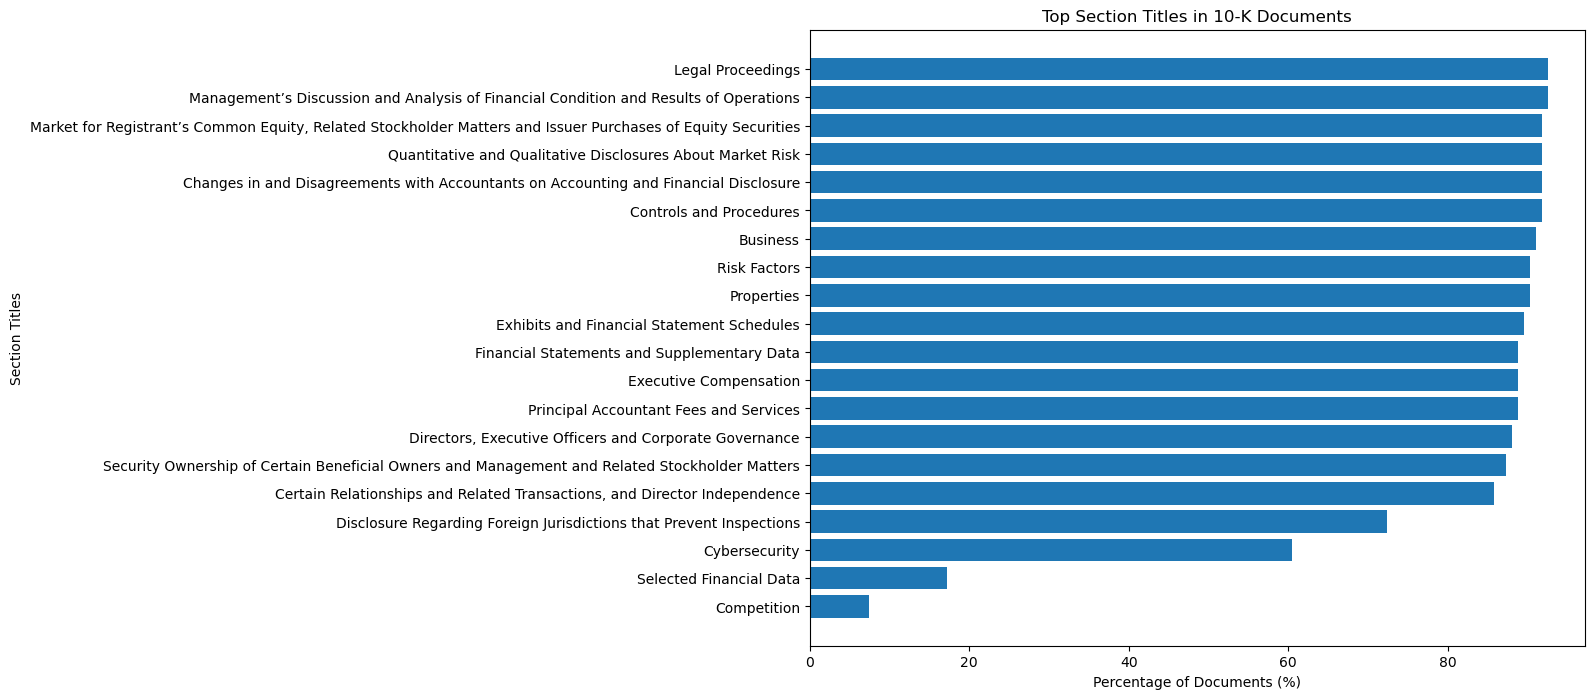 Top Section Titles in 10-K Documents
Section Titles
Legal Proceedings
Management’s Discussion and Analysis of Financial Condition and Results of Operations
Market for Registrant’s Common Equity, Related Stockholder Matters and Issuer Purchases of Equity Securities
Quantitative and Qualitative Disclosures About Market Risk
Changes in and Disagreements with Accountants on Accounting and Financial Disclosure
Controls and Procedures
Business
Risk Factors
Properties
Exhibits and Financial Statement Schedules
Financial Statements and Supplementary Data
Executive Compensation
Principal Accountant Fees and Services
Directors, Executive Officers and Corporate Governance
Security Ownership of Certain Beneficial Owners and Management and Related Stockholder Matters
Certain Relationships and Related Transactions, and Director Independence
Disclosure Regarding Foreign Jurisdictions that Prevent Inspections
Cybersecurity
Selected Financial Data
Competition
0 20 40 60 80
Percentage of Documents (%)